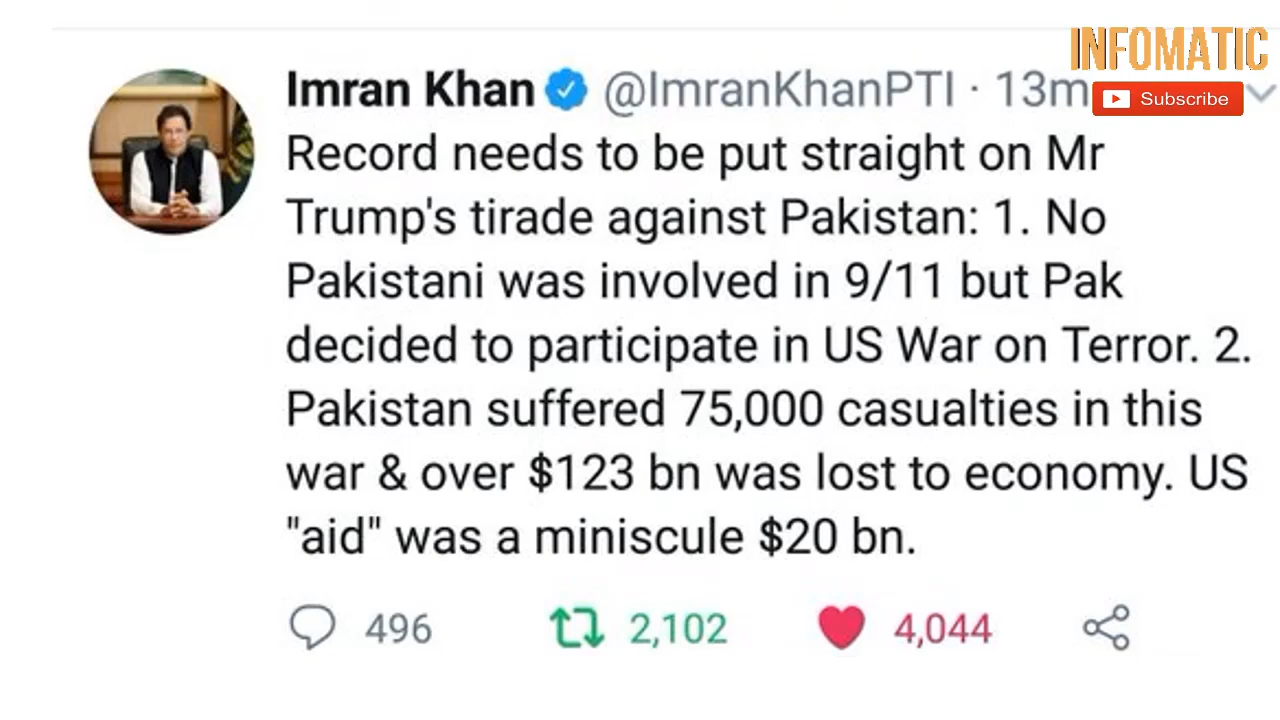 INFOMATIC
Imran Khan @ImranKhanPTI · 13m
Subscribe
Record needs to be put straight on Mr
Trump's tirade against Pakistan: 1. No
Pakistani was involved in 9/11 but Pak
decided to participate in US War on Terror. 2.
Pakistan suffered 75,000 casualties in this
war & over $123 bn was lost to economy. US
"aid" was a miniscule $20 bn.
496 2,102 4,044